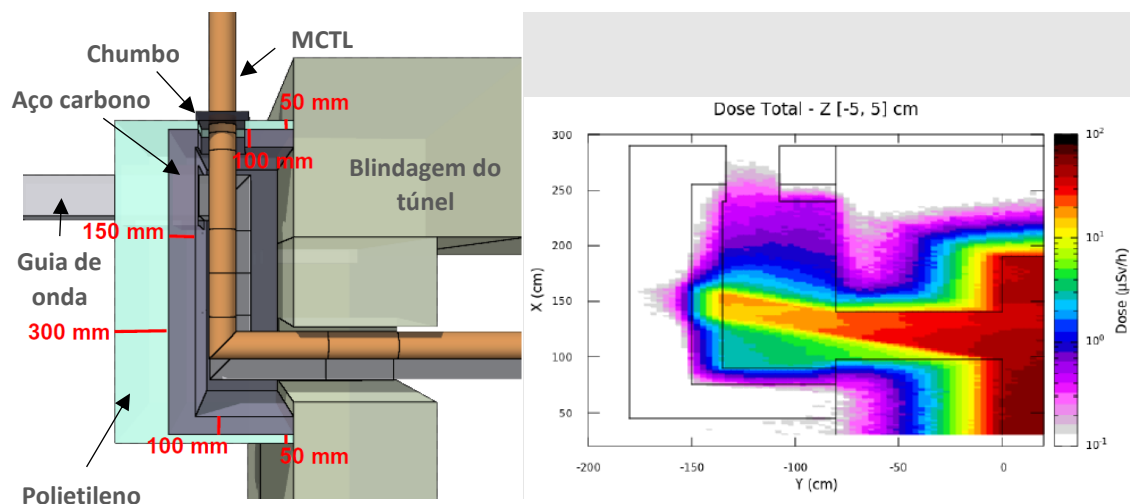 MCTL
Chumbo
Aço carbono
50 mm
100 mm
Blindagem do
túnel
150 mm
Guia de
onda
300 mm
100 mm
50 mm
Polietileno
Dose Total - Z [-5, 5] cm
300
250
200
150
100
50
X (cm)
-200
-150
-100
-50
0
Y (cm)
10²
10¹
10⁰
10⁻¹
Dose (μSv/h)